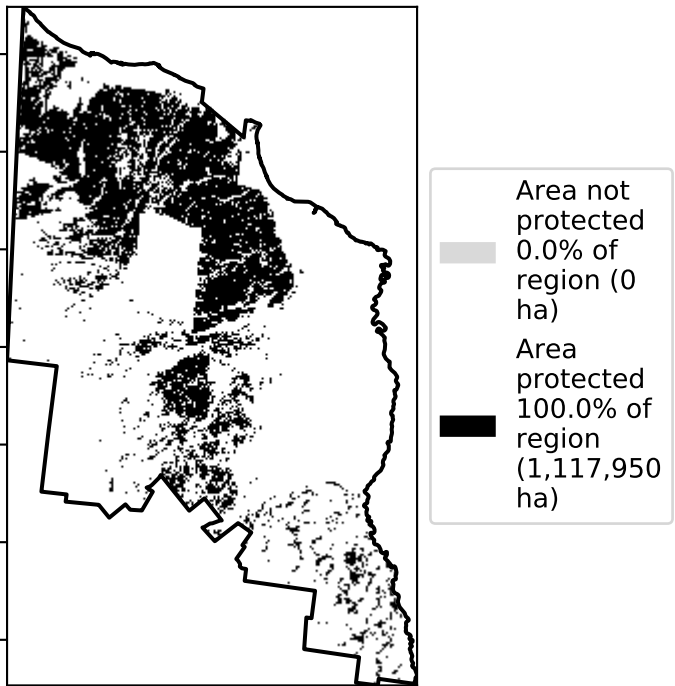 Area not
protected
0.0% of
region (0
ha)
Area
protected
100.0% of
region
(1,117,950
ha)